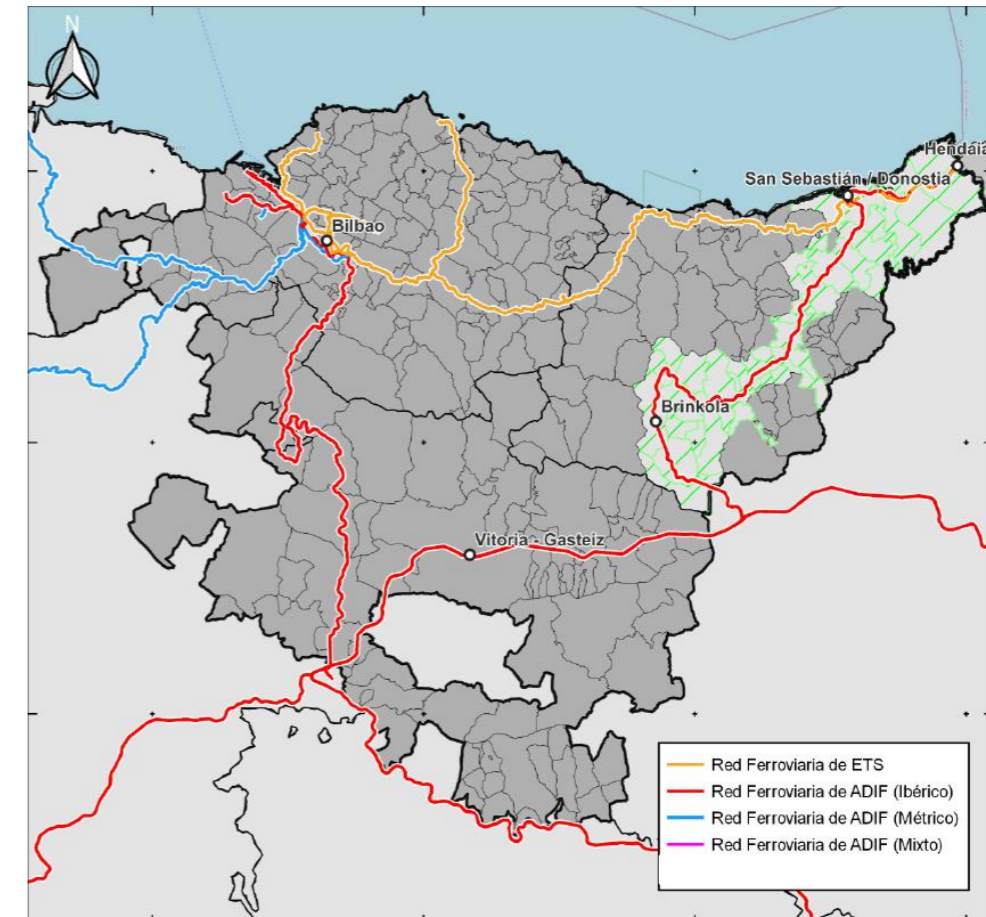 N
Hendáia
San Sebastián / Donostia
Bilbao
Brinkola
Vitoria - Gasteiz
Red Ferroviaria de ETS
Red Ferroviaria de ADIF (Ibérico)
Red Ferroviaria de ADIF (Métrico)
Red Ferroviaria de ADIF (Mixto)